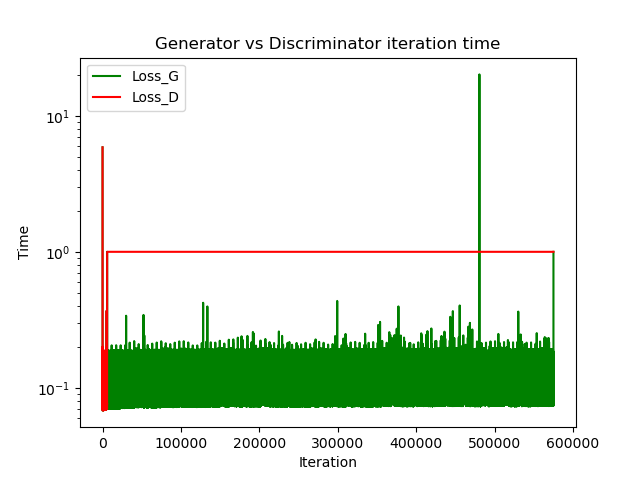 Generator vs Discriminator iteration time
Loss_G
Loss_D
10¹
10⁰
10⁻¹
Time
0 100000 200000 300000 400000 500000 600000
Iteration